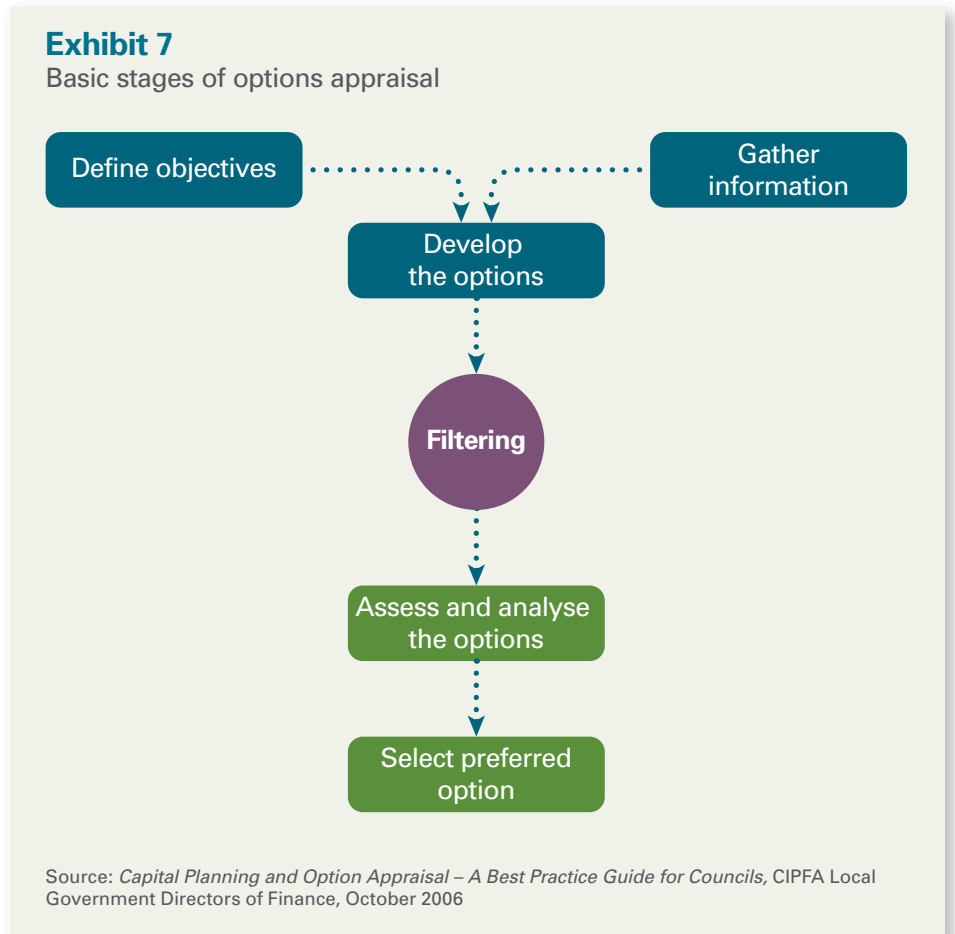 Exhibit 7
Basic stages of options appraisal
Define objectives
Gather
information
Develop
the options
Filtering
Assess and analyse
the options
Select preferred
option
Source: Capital Planning and Option Appraisal – A Best Practice Guide for Councils, CIPFA Local
Government Directors of Finance, October 2006